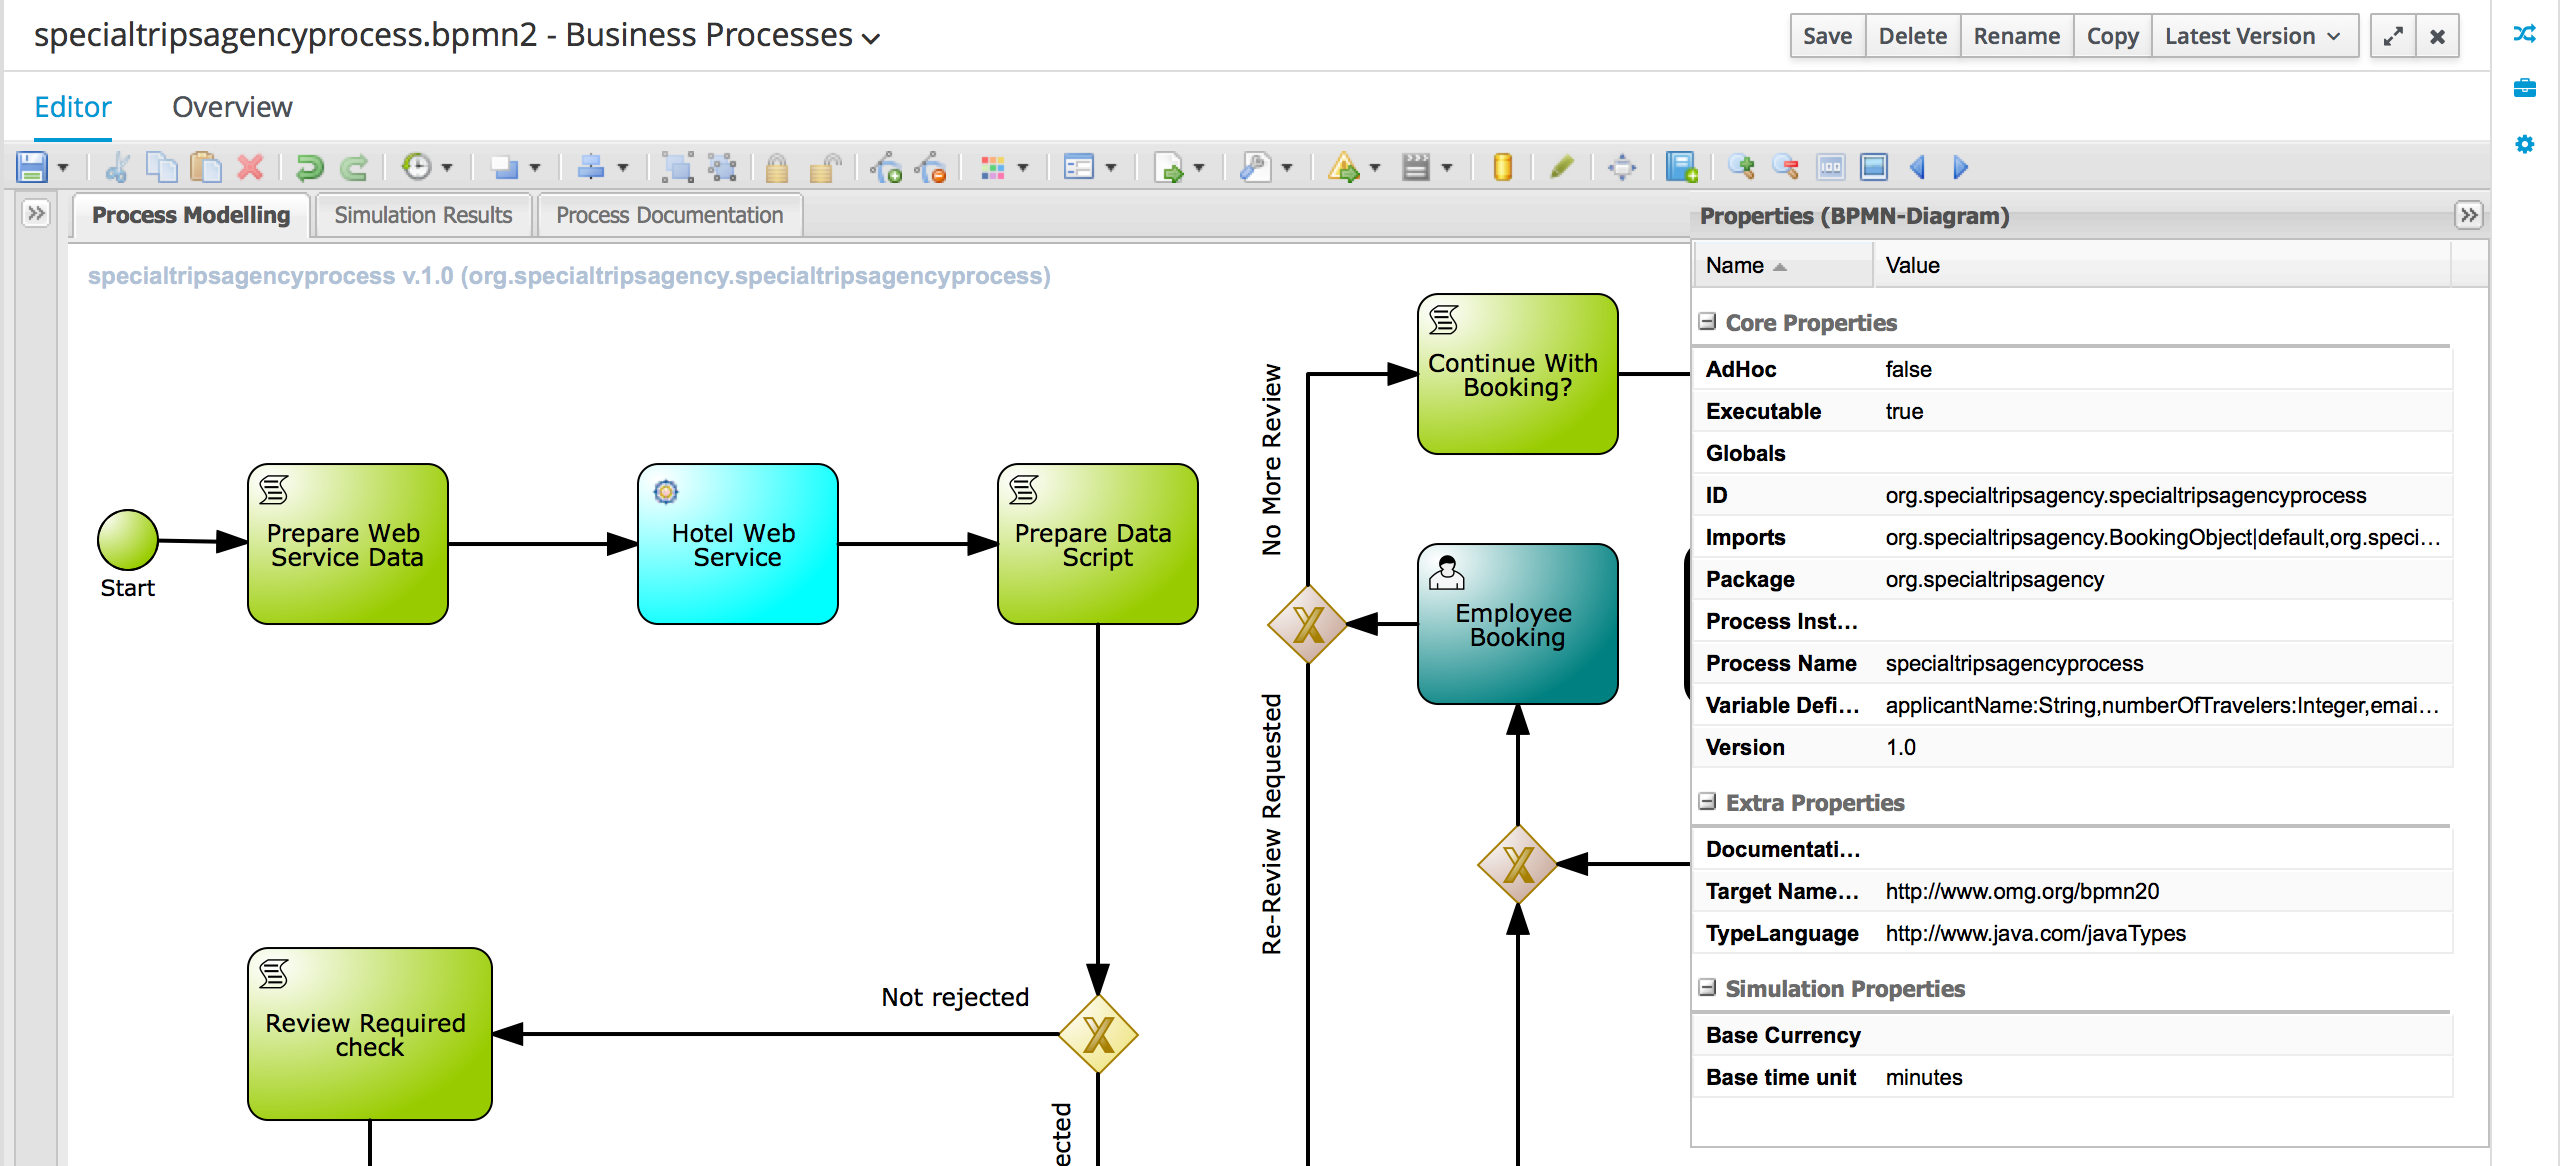 specialtripsagencyprocess.bpmn2 - Business Processes
Save Delete Rename Copy Latest Version
Editor Overview
Process Modelling Simulation Results Process Documentation
specialtripsagencyprocess v.1.0 (org.specialtripsagency.specialtripsagencyprocess)
Start
Prepare Web
Service Data
Hotel Web
Service
Prepare Data
Script
No More Review
Continue With
Booking?
Employee
Booking
Re-Review Requested
Not rejected
Review Required
check
ected
Properties (BPMN-Diagram)
Name Value
Core Properties
AdHoc false
Executable true
Globals
ID org.specialtripsagency.specialtripsagencyprocess
Imports org.specialtripsagency.BookingObject|default,org.speci...
Package org.specialtripsagency
Process Inst...
Process Name specialtripsagencyprocess
Variable Defi... applicantName:String,numberOfTravelers:Integer,emai...
Version 1.0
Extra Properties
Documentati...
Target Name... http://www.omg.org/bpmn20
TypeLanguage http://www.java.com/javaTypes
Simulation Properties
Base Currency
Base time unit minutes